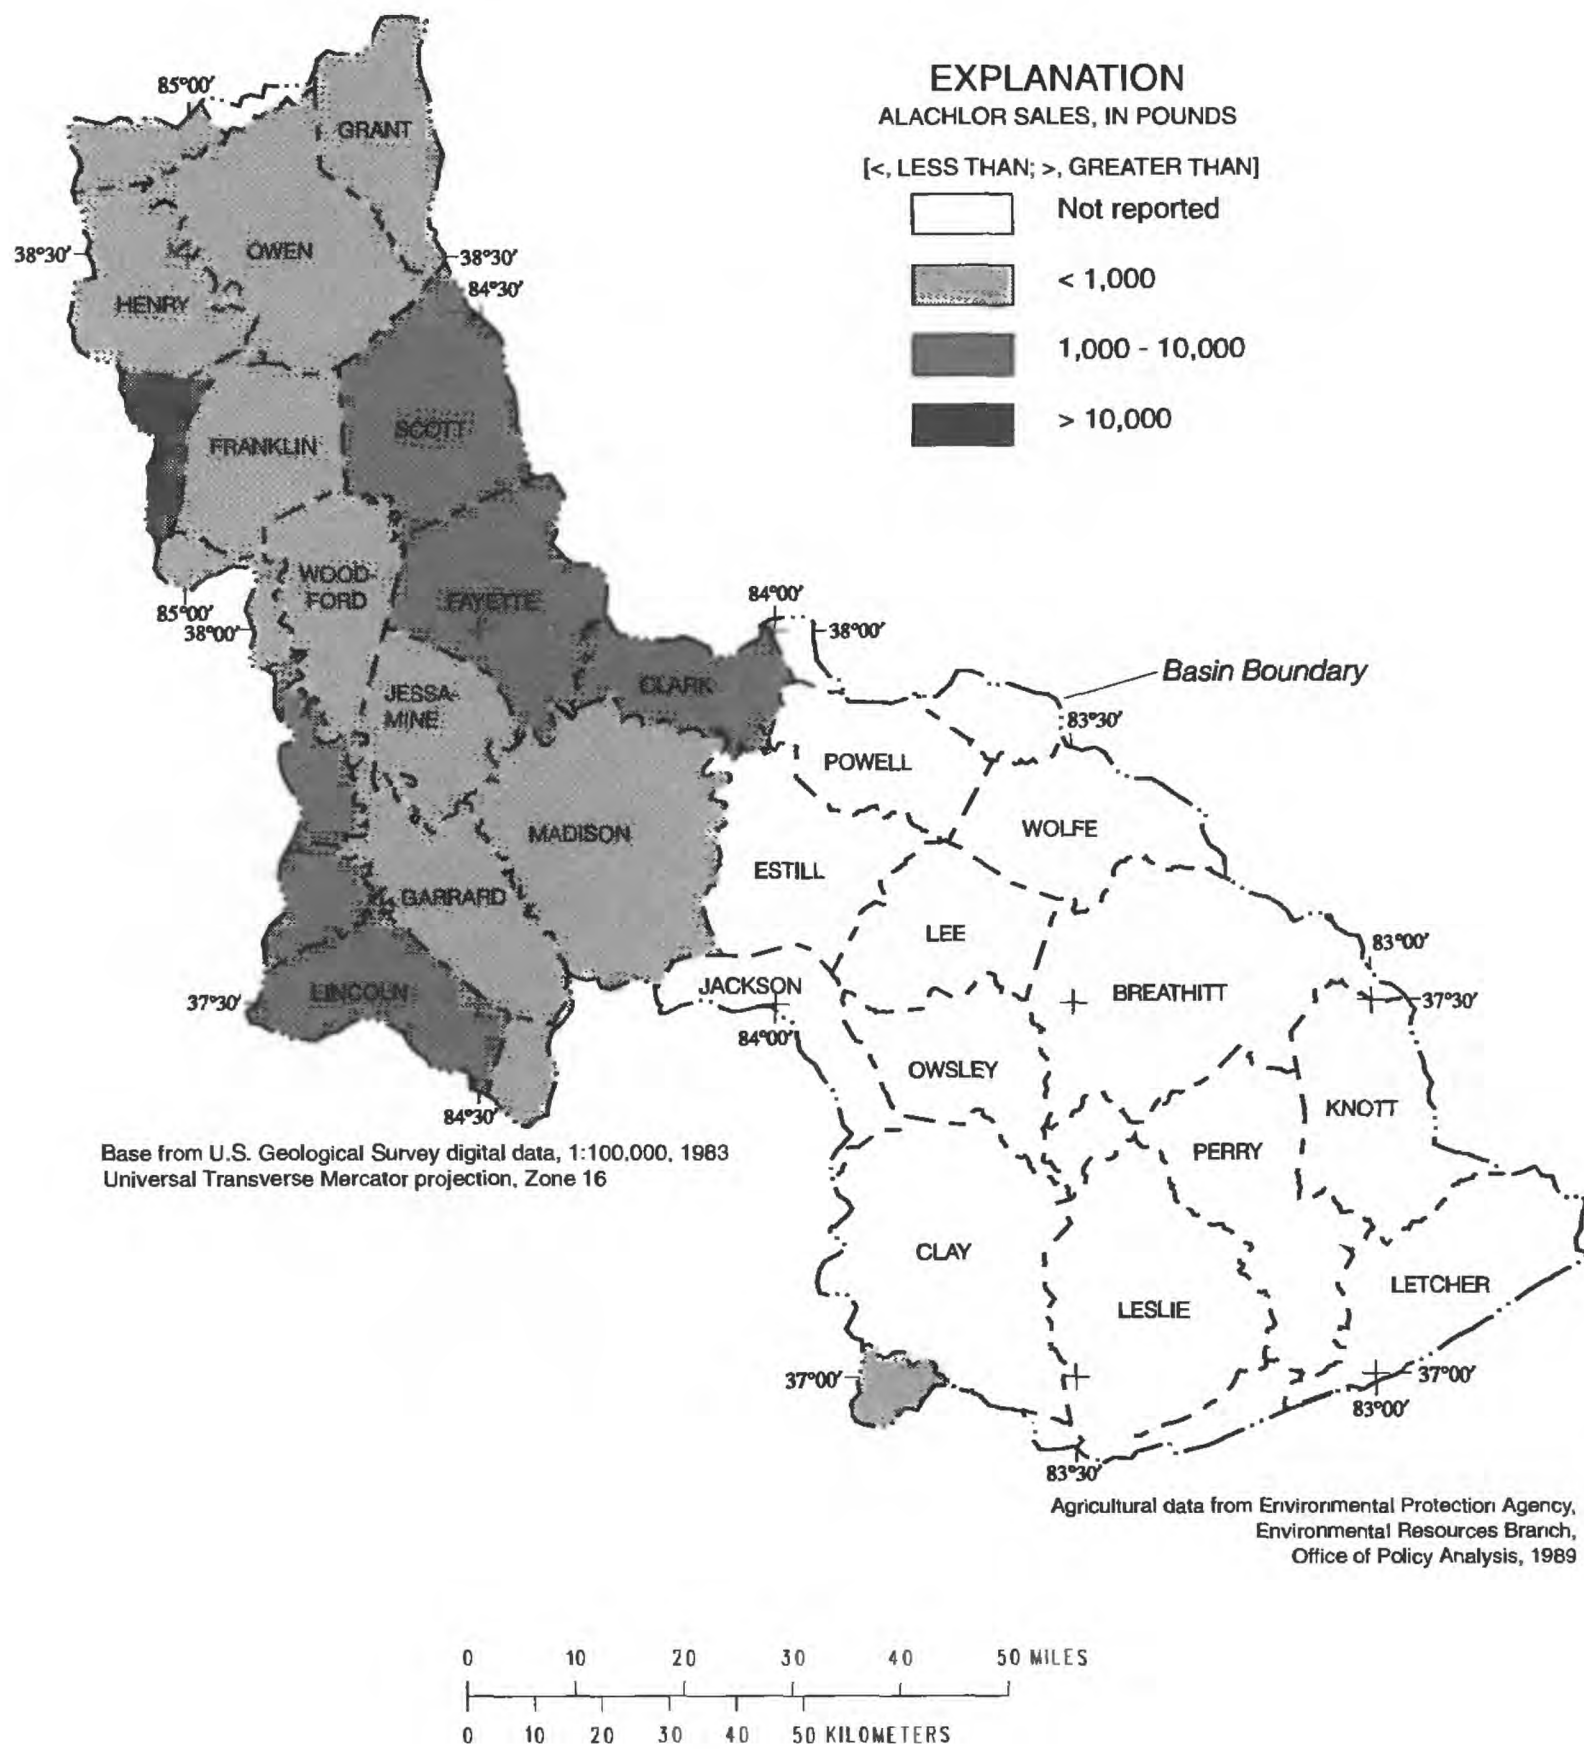 EXPLANATION
ALACHLOR SALES, IN POUNDS
[<, LESS THAN; >, GREATER THAN]
Not reported
< 1,000
1,000 - 10,000
> 10,000
85°00′
GRANT
38°30′
OWEN
38°30′
84°30′
HENRY
SCOTT
FRANKLIN
WOOD-
FORD
FAYETTE
84°00′
85°00′
38°00′
38°00′
Basin Boundary
CLARK
JESSA-
MINE
83°30′
POWELL
WOLFE
MADISON
ESTILL
GARRARD
LEE
83°00′
JACKSON
LINCOLN
BREATHITT
37°30′
37°30′
84°00′
OWSLEY
84°30′
KNOTT
PERRY
Base from U.S. Geological Survey digital data, 1:100,000, 1983
Universal Transverse Mercator projection, Zone 16
CLAY
LETCHER
LESLIE
37°00′
37°00′
83°00′
83°30′
Agricultural data from Environmental Protection Agency,
Environmental Resources Branch,
Office of Policy Analysis, 1989
0 10 20 30 40 50 MILES
0 10 20 30 40 50 KILOMETERS